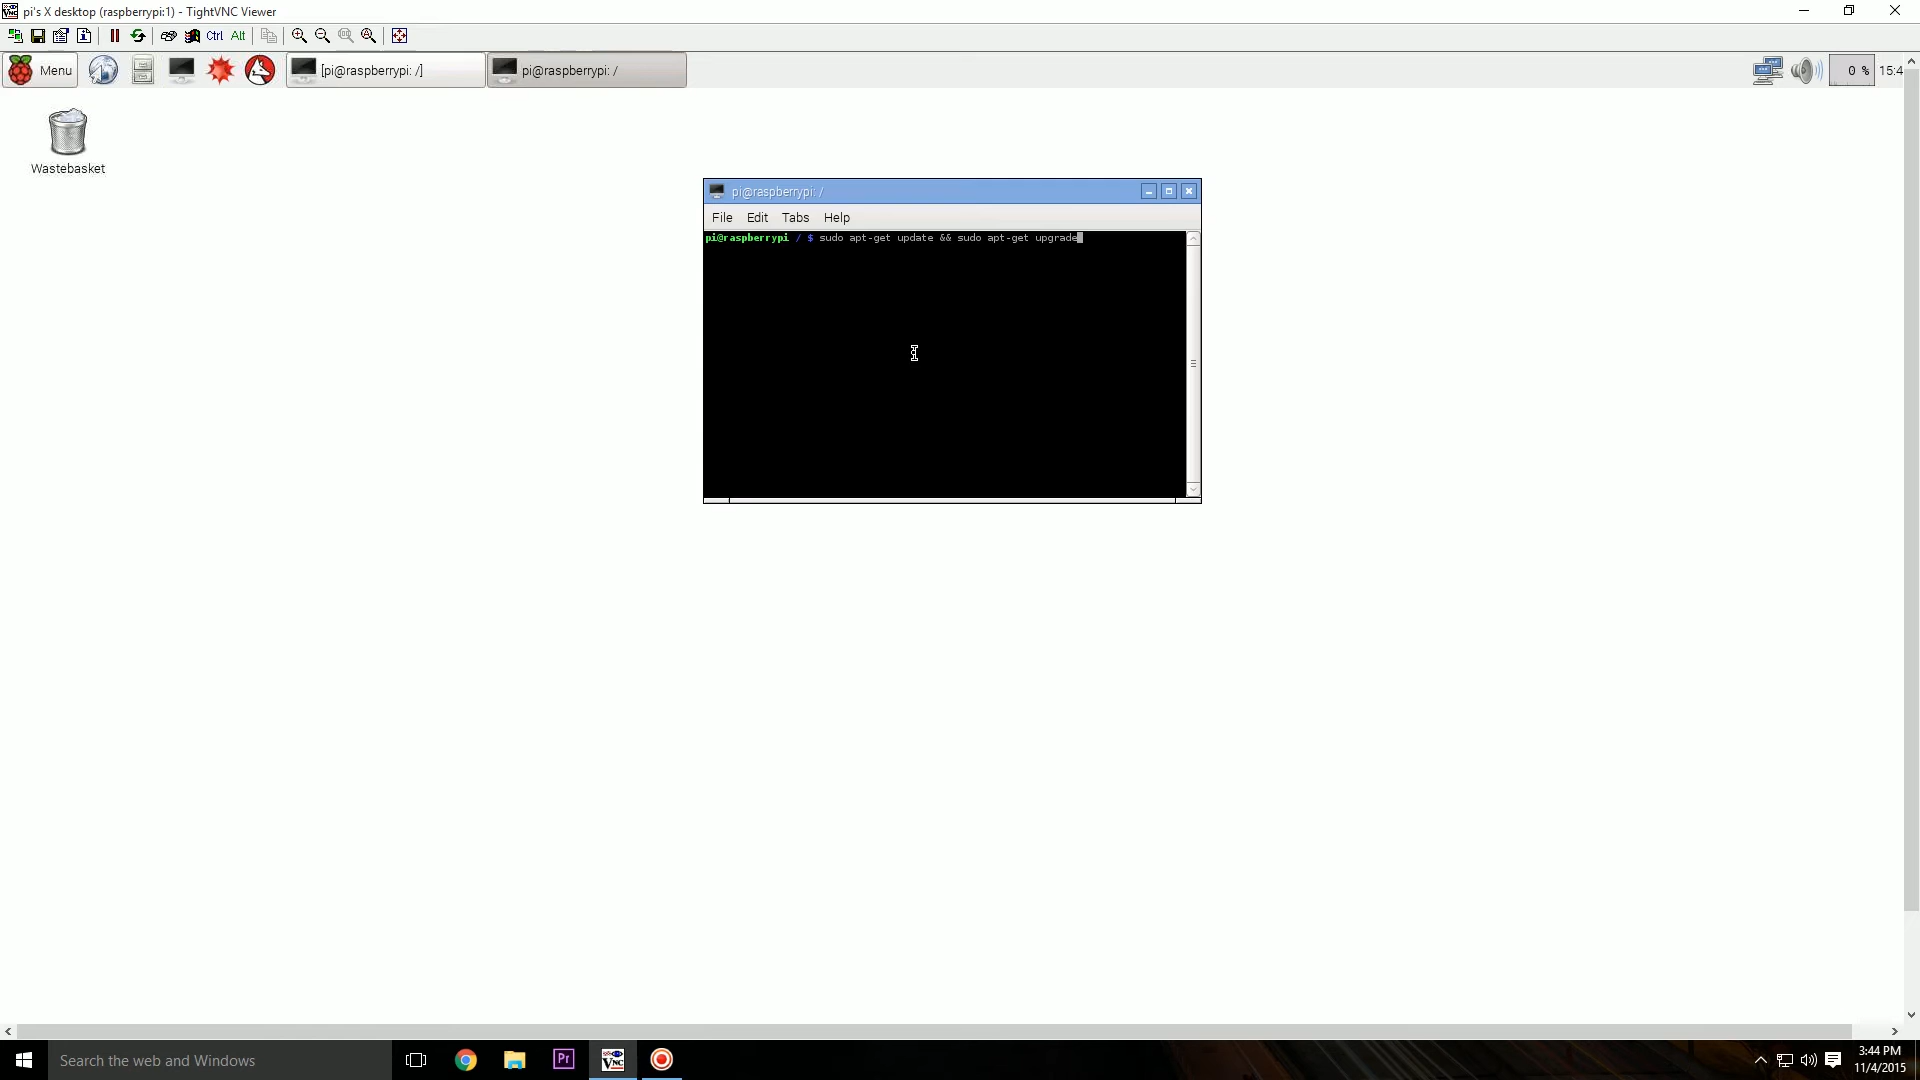 pi's X desktop (raspberrypi:1) - TightVNC Viewer
Ctrl Alt
Menu
[pi@raspberrypi: /]
pi@raspberrypi: /
0 %
15:4
Wastebasket
pi@raspberrypi: /
File Edit Tabs Help
pi@raspberrypi / $ sudo apt-get update && sudo apt-get upgrade
Search the web and Windows
Pr
VNC
3:44 PM
11/4/2015